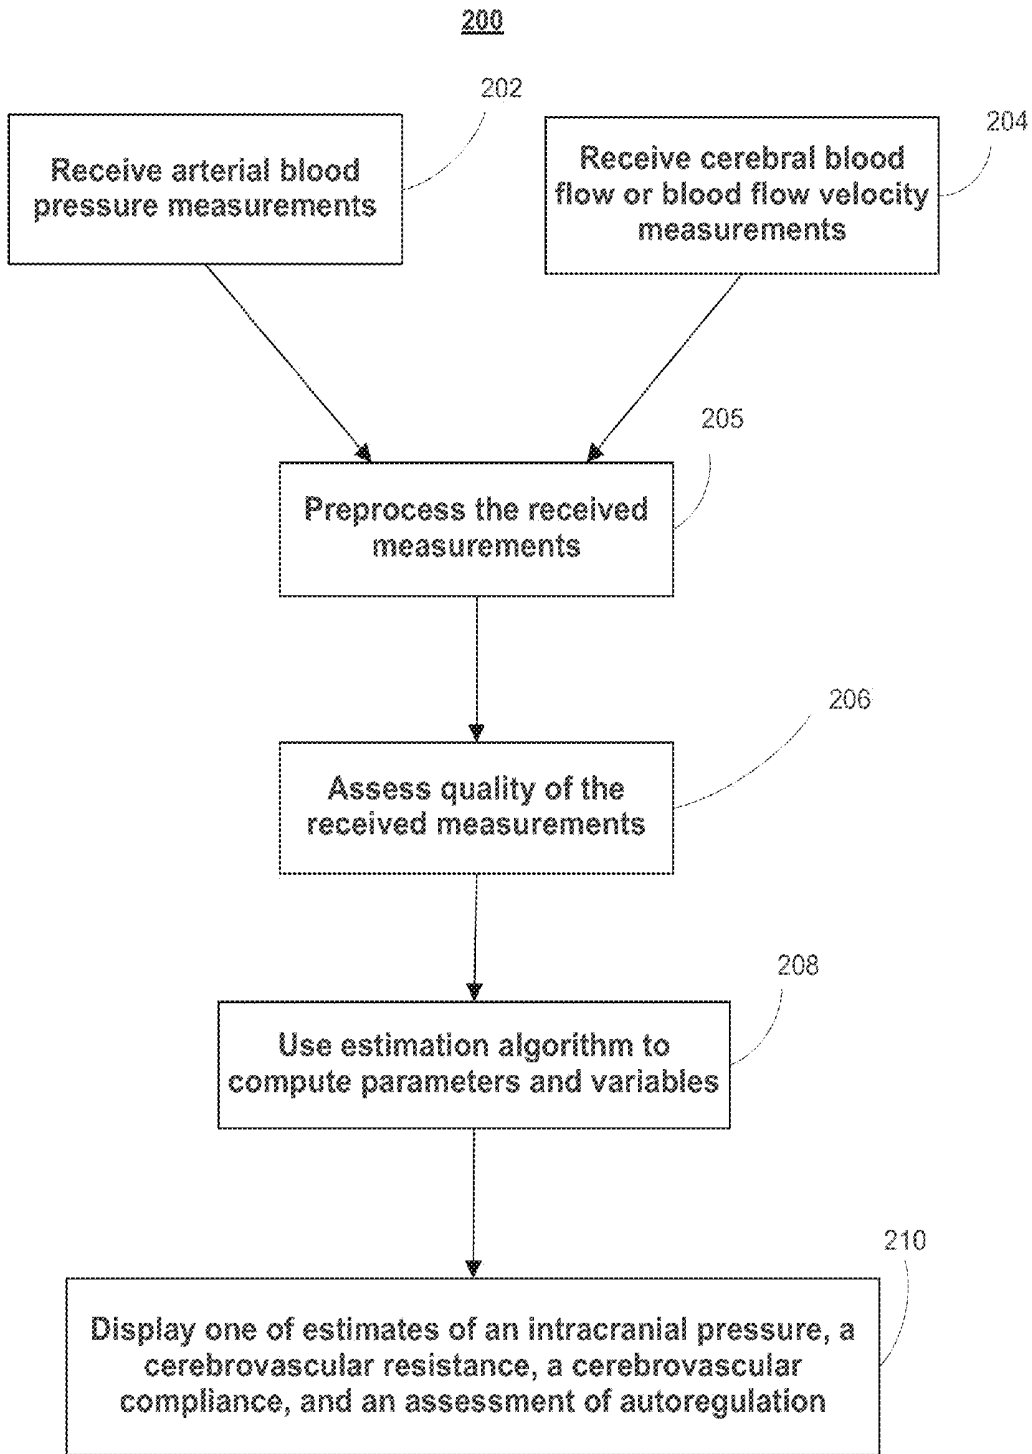 200
202
Receive arterial blood
pressure measurements
204
Receive cerebral blood
flow or blood flow velocity
measurements
205
Preprocess the received
measurements
206
Assess quality of the
received measurements
208
Use estimation algorithm to
compute parameters and variables
210
Display one of estimates of an intracranial pressure, a
cerebrovascular resistance, a cerebrovascular
compliance, and an assessment of autoregulation